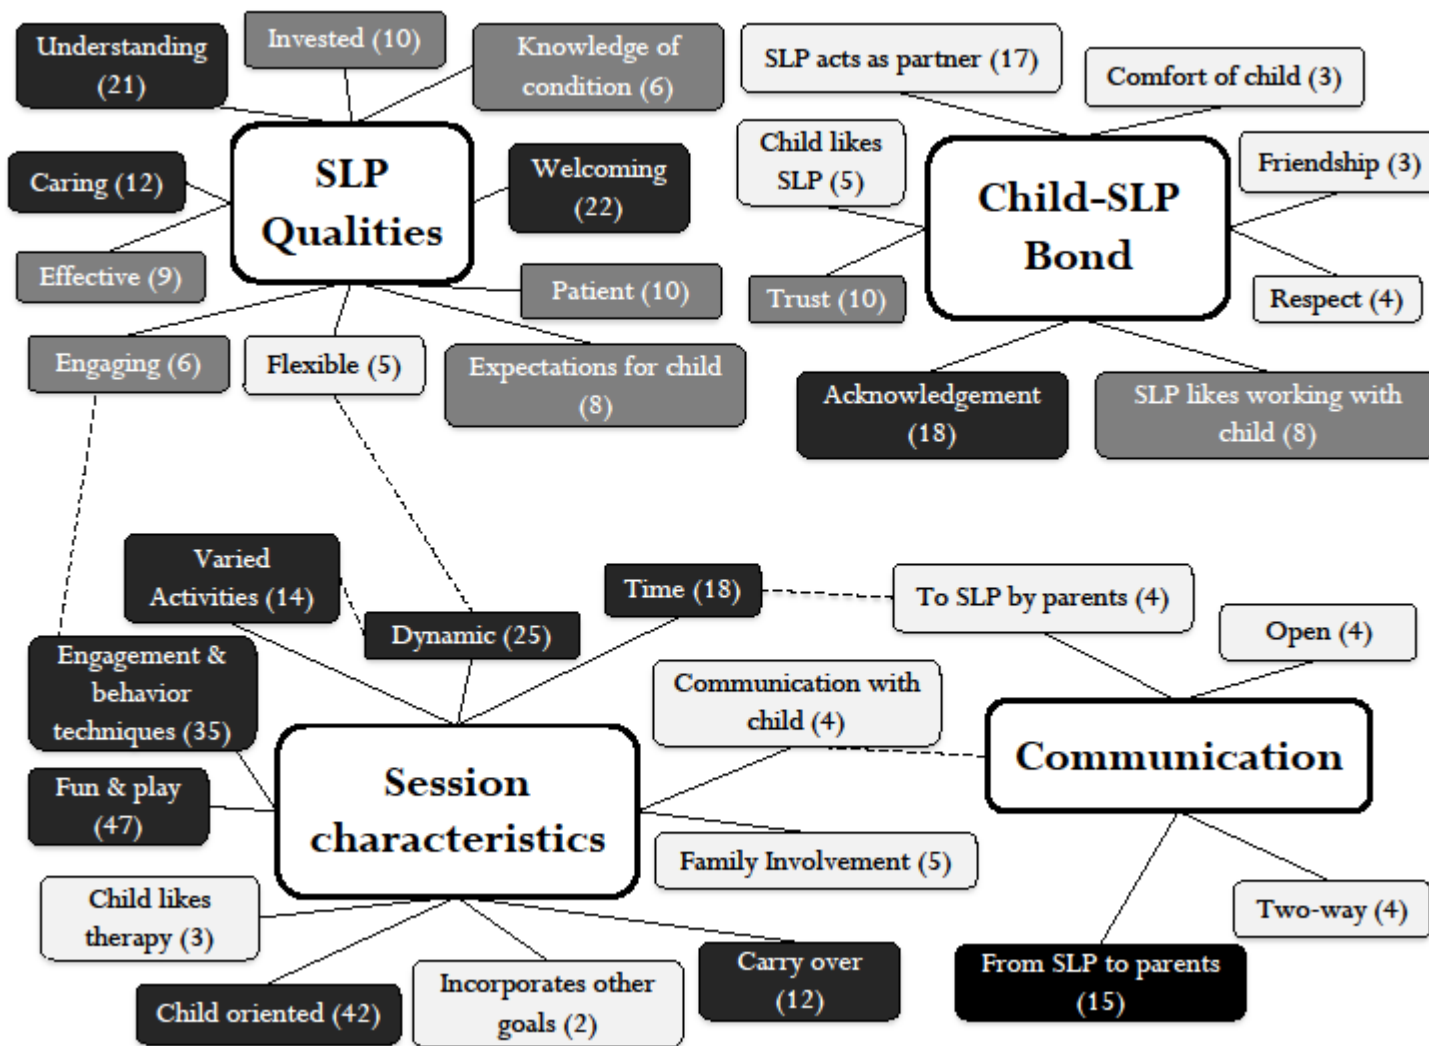 Understanding
(21)
Invested (10)
Knowledge of
condition (6)
SLP
Qualities
Caring (12)
Welcoming
(22)
Effective (9)
Patient (10)
Engaging (6)
Flexible (5)
Expectations for child
(8)
SLP acts as partner (17)
Comfort of child (3)
Child likes
SLP (5)
Child-SLP
Bond
Friendship (3)
Trust (10)
Respect (4)
Acknowledgement
(18)
SLP likes working with
child (8)
Varied
Activities (14)
Dynamic (25)
Time (18)
Engagement &
behavior
techniques (35)
Communication with
child (4)
Fun & play
(47)
Session
characteristics
Family Involvement (5)
Child likes
therapy (3)
Child oriented (42)
Incorporates other
goals (2)
Carry over
(12)
To SLP by parents (4)
Open (4)
Communication
Two-way (4)
From SLP to parents
(15)